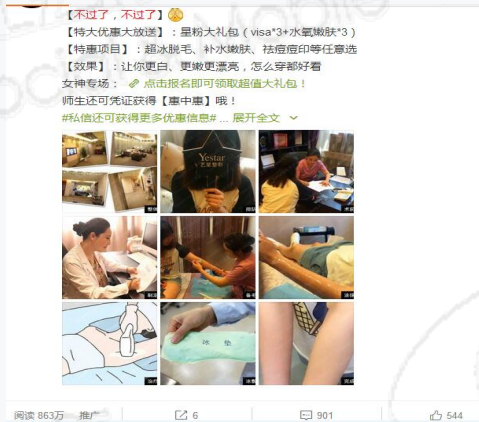 【不过了，不过了】
【特大优惠大放送】：星粉大礼包（visa*3+水氧嫩肤*3）
【特惠项目】：超冰脱毛、补水嫩肤、祛痘痘印等任意选
【效果】：让你更白、更嫩更漂亮，怎么穿都好看
女神专场： 点击报名即可领取超值大礼包！
师生还可凭证获得【惠中惠】哦！
#私信还可获得更多优惠信息# ... 展开全文
Yestar
艺星整形
冰 垫
阅读 863万 推广 6 901 544